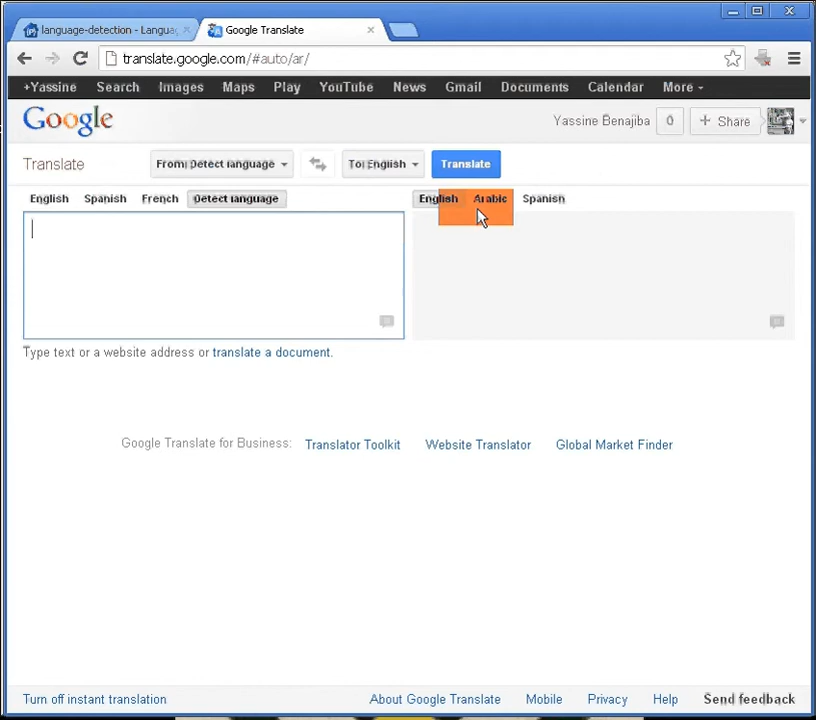 language-detection - Langua
Google Translate
translate.google.com/#auto/ar/
+Yassine Search Images Maps Play YouTube News Gmail Documents Calendar More
Google
Yassine Benajiba 0 + Share
Translate From: Detect language To: English Translate
English Spanish French Detect language English Arabic Spanish
Type text or a website address or translate a document.
Google Translate for Business: Translator Toolkit Website Translator Global Market Finder
Turn off instant translation About Google Translate Mobile Privacy Help Send feedback